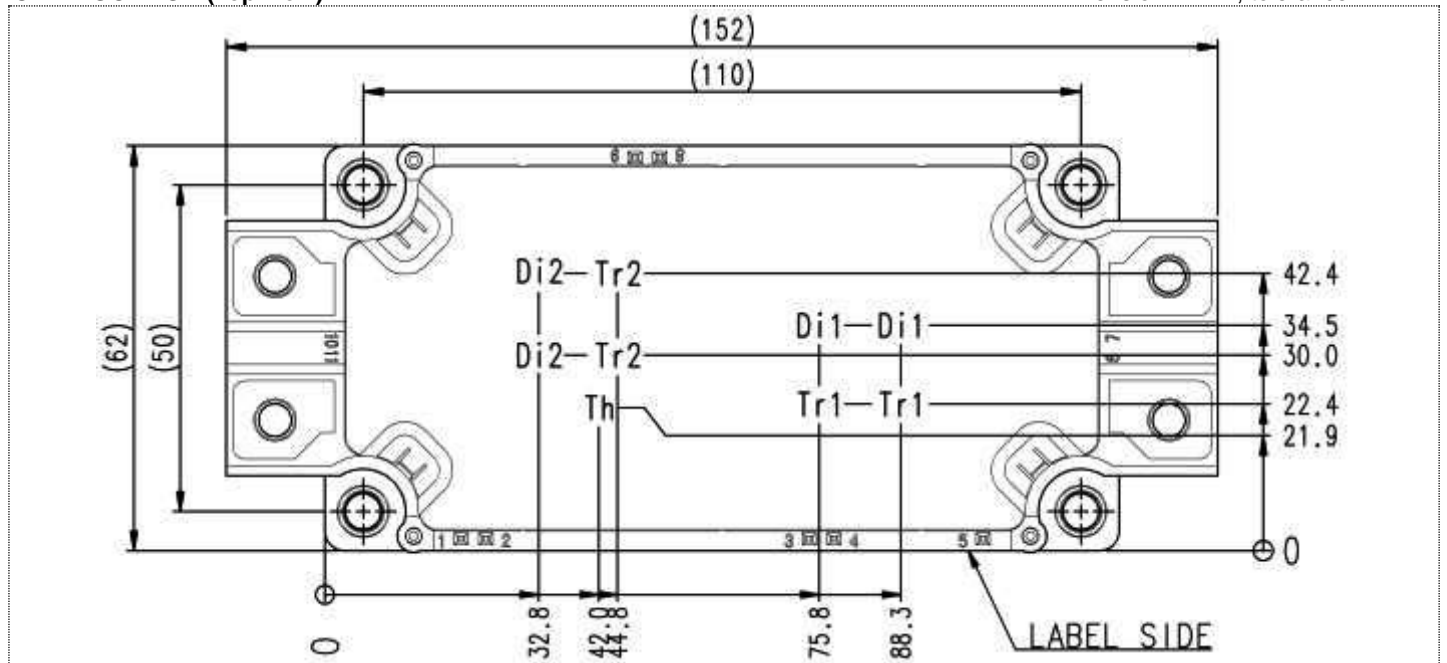 (152)
(110)
6 8
Di2 Tr2 42.4
Di1 Di1 34.5
(62) (50) 1011 7
Di2 Tr2 30.0
Th Tr1 Tr1 22.4
21.9
1 2 3 4 5
0
0 32.8 42.0 44.8 75.8 88.3
LABEL SIDE